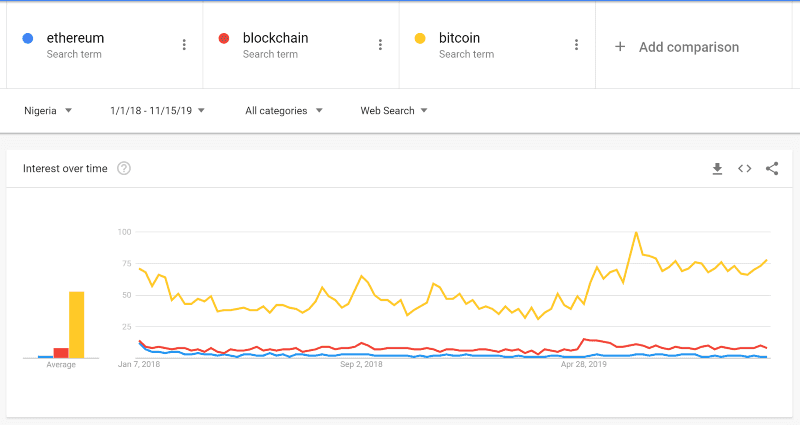 ethereum
Search term
blockchain
Search term
bitcoin
Search term
+ Add comparison
Nigeria
1/1/18 - 11/15/19
All categories
Web Search
Interest over time
?
100
75
50
25
Average
Jan 7, 2018
Sep 2, 2018
Apr 28, 2019